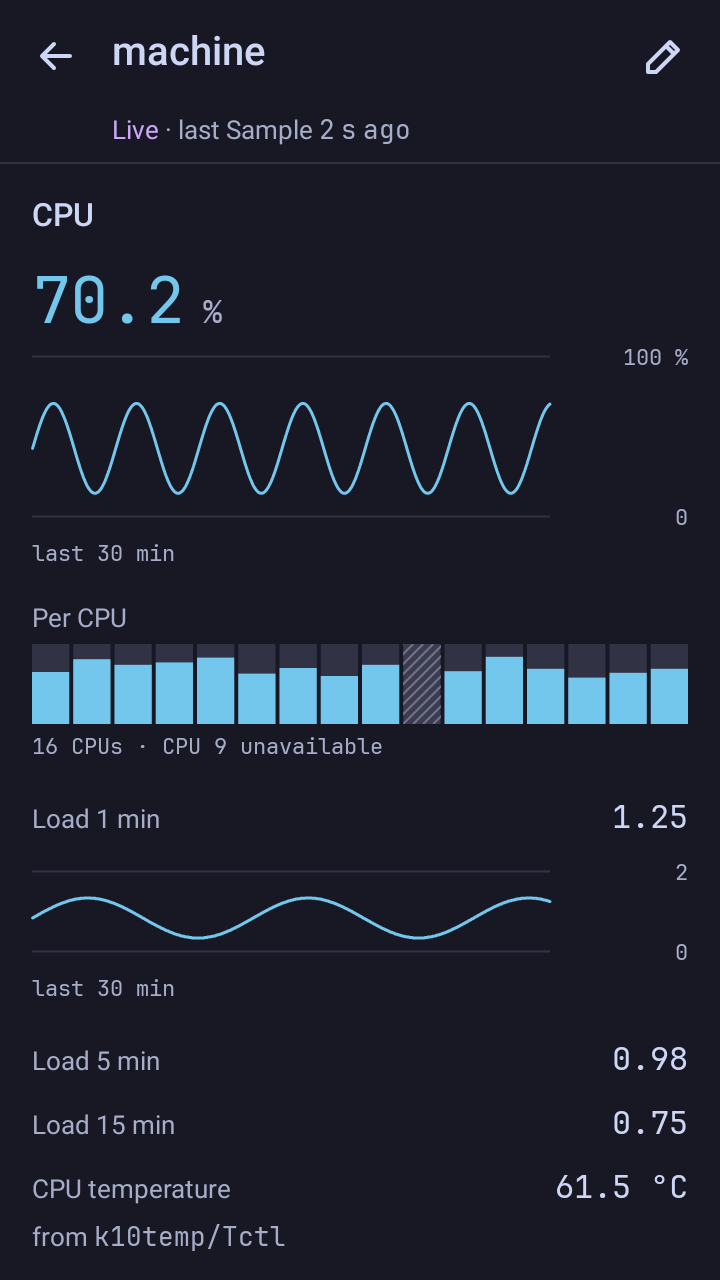 machine
Live · last Sample 2 s ago
CPU
70.2 %
100 %
0
last 30 min
Per CPU
16 CPUs · CPU 9 unavailable
Load 1 min 1.25
2
0
last 30 min
Load 5 min 0.98
Load 15 min 0.75
CPU temperature 61.5 °C
from k10temp/Tctl